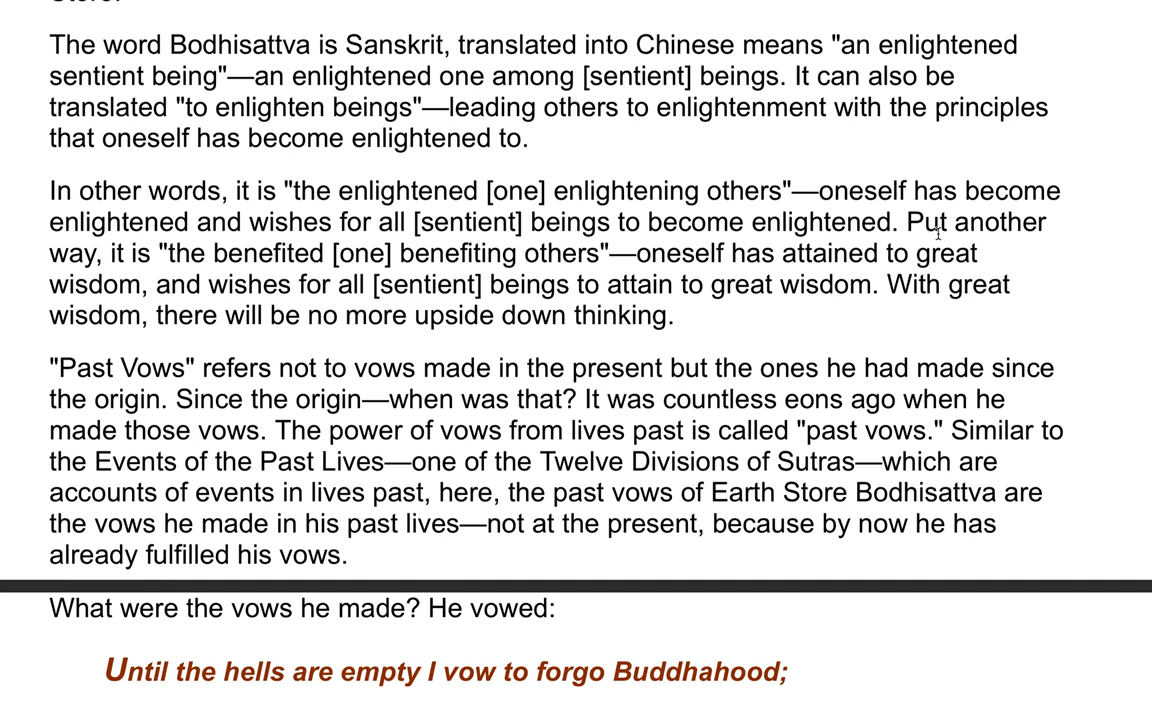 The word Bodhisattva is Sanskrit, translated into Chinese means "an enlightened
sentient being"—an enlightened one among [sentient] beings. It can also be
translated "to enlighten beings"—leading others to enlightenment with the principles
that oneself has become enlightened to.
In other words, it is "the enlightened [one] enlightening others"—oneself has become
enlightened and wishes for all [sentient] beings to become enlightened. Put another
way, it is "the benefited [one] benefiting others"—oneself has attained to great
wisdom, and wishes for all [sentient] beings to attain to great wisdom. With great
wisdom, there will be no more upside down thinking.
"Past Vows" refers not to vows made in the present but the ones he had made since
the origin. Since the origin—when was that? It was countless eons ago when he
made those vows. The power of vows from lives past is called "past vows." Similar to
the Events of the Past Lives—one of the Twelve Divisions of Sutras—which are
accounts of events in lives past, here, the past vows of Earth Store Bodhisattva are
the vows he made in his past lives—not at the present, because by now he has
already fulfilled his vows.
What were the vows he made? He vowed:
Until the hells are empty I vow to forgo Buddhahood;